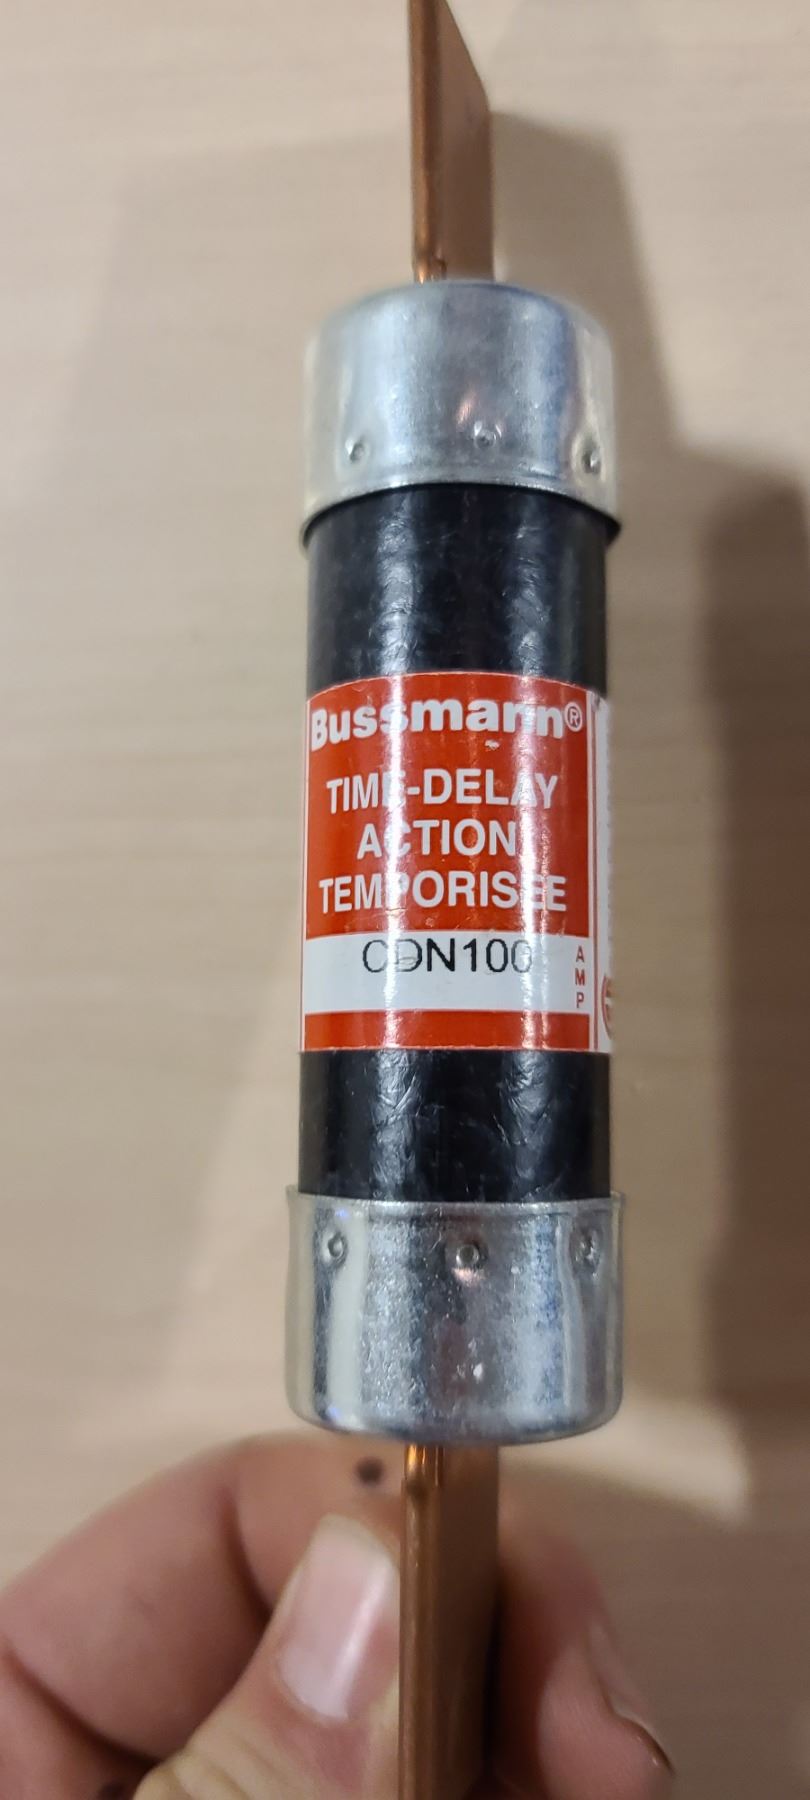 Bussmann®
TIME-DELAY
ACTION
TEMPORISEE
CDN100
AMP